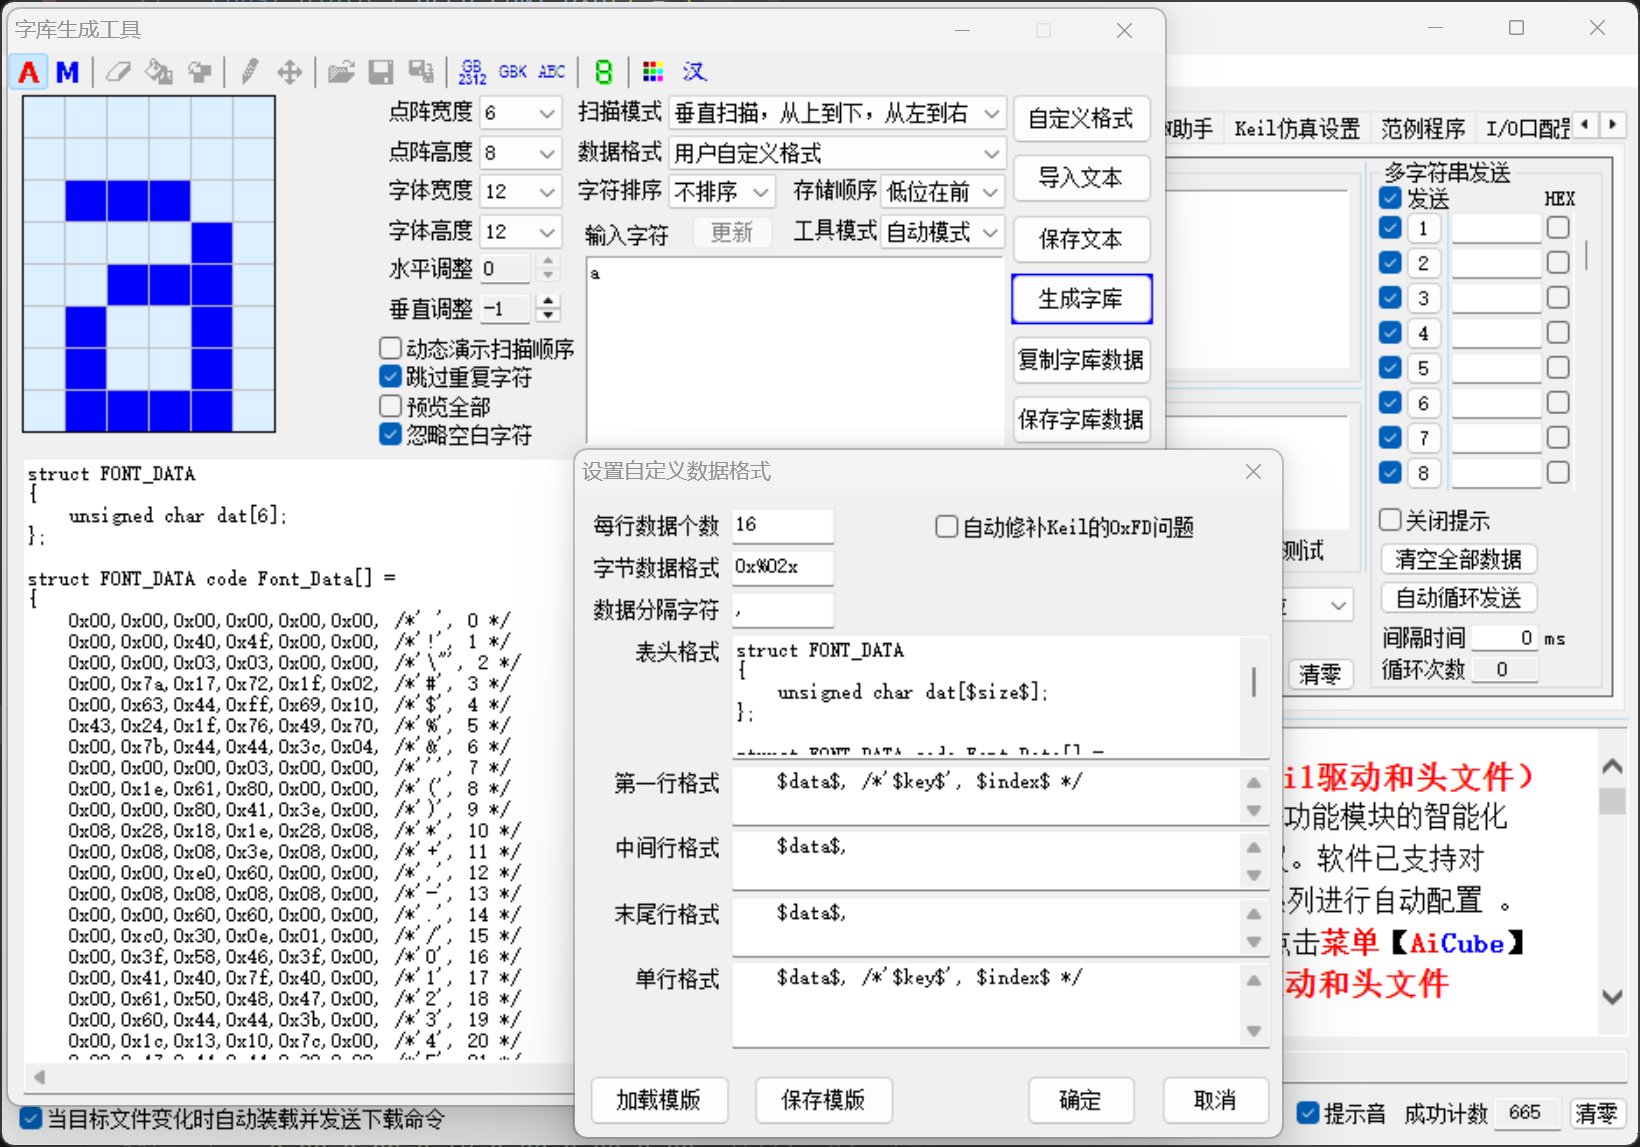 字库生成工具
A M GB2312 GBK ABC 8 汉
点阵宽度 6
点阵高度 8
字体宽度 12
字体高度 12
水平调整 0
垂直调整 -1
动态演示扫描顺序
跳过重复字符
预览全部
忽略空白字符
扫描模式 垂直扫描，从上到下，从左到右
数据格式 用户自定义格式
字符排序 不排序 存储顺序 低位在前
输入字符 更新 工具模式 自动模式
a
自定义格式
导入文本
保存文本
生成字库
复制字库数据
保存字库数据
struct FONT_DATA
{
unsigned char dat[6];
};
struct FONT_DATA code Font_Data[] =
{
0x00,0x00,0x00,0x00,0x00,0x00, /*' ', 0 */
0x00,0x00,0x40,0x4f,0x00,0x00, /*'!', 1 */
0x00,0x00,0x03,0x03,0x00,0x00, /*'\"', 2 */
0x00,0x7a,0x17,0x72,0x1f,0x02, /*'#', 3 */
0x00,0x63,0x44,0xff,0x69,0x10, /*'$', 4 */
0x43,0x24,0x1f,0x76,0x49,0x70, /*'%', 5 */
0x00,0x7b,0x44,0x44,0x3c,0x04, /*'&', 6 */
0x00,0x00,0x00,0x03,0x00,0x00, /*''', 7 */
0x00,0x1e,0x61,0x80,0x00,0x00, /*'(', 8 */
0x00,0x00,0x80,0x41,0x3e,0x00, /*')', 9 */
0x08,0x28,0x18,0x1e,0x28,0x08, /*'*', 10 */
0x00,0x08,0x08,0x3e,0x08,0x00, /*'+', 11 */
0x00,0x00,0xe0,0x60,0x00,0x00, /*',', 12 */
0x00,0x08,0x08,0x08,0x08,0x00, /*'-', 13 */
0x00,0x00,0x60,0x60,0x00,0x00, /*'.', 14 */
0x00,0xc0,0x30,0x0e,0x01,0x00, /*'/', 15 */
0x00,0x3f,0x58,0x46,0x3f,0x00, /*'0', 16 */
0x00,0x41,0x40,0x7f,0x40,0x00, /*'1', 17 */
0x00,0x61,0x50,0x48,0x47,0x00, /*'2', 18 */
0x00,0x60,0x44,0x44,0x3b,0x00, /*'3', 19 */
0x00,0x1c,0x13,0x10,0x7c,0x00, /*'4', 20 */
当目标文件变化时自动装载并发送下载命令
设置自定义数据格式
每行数据个数 16
自动修补Keil的0xFD问题
字节数据格式 0x%02x
数据分隔字符 ,
表头格式 struct FONT_DATA
{
unsigned char dat[$size$];
};
struct FONT_DATA code Font_Data[] =
第一行格式 $data$, /*'$key$', $index$ */
中间行格式 $data$,
末尾行格式 $data$,
单行格式 $data$, /*'$key$', $index$ */
加载模版 保存模版 确定 取消
助手 Keil仿真设置 范例程序 I/O口配
多字符串发送
发送 HEX
1
2
3
4
5
6
7
8
关闭提示
清空全部数据
自动循环发送
间隔时间 0 ms
循环次数 0
测试
清零
il驱动和头文件）
功能模块的智能化
。软件已支持对
列进行自动配置 。
击菜单【AiCube】
动和头文件
提示音 成功计数 665 清零